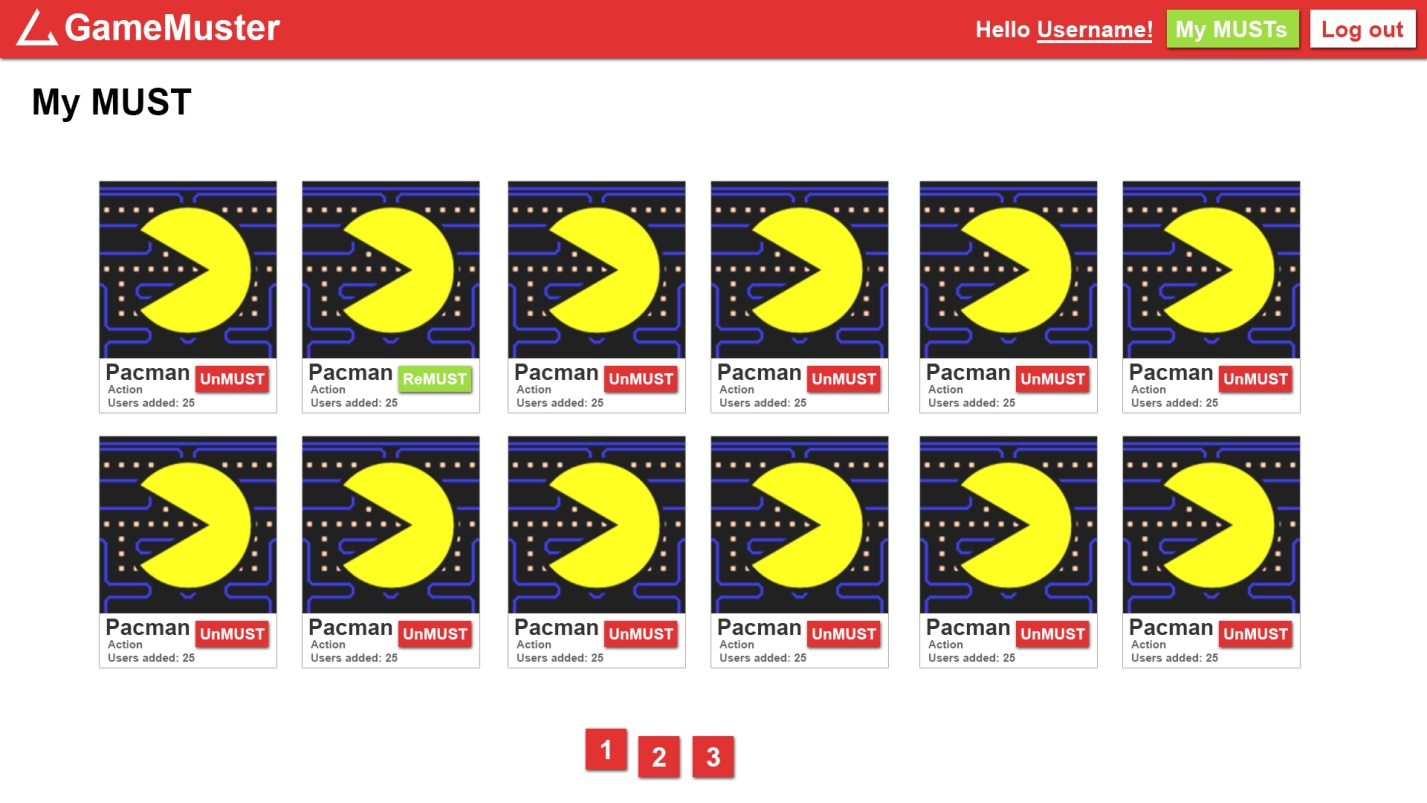 GameMuster Hello Username! My MUSTs Log out
My MUST
Pacman UnMUST Pacman ReMUST Pacman UnMUST Pacman UnMUST Pacman UnMUST Pacman UnMUST
Action Action Action Action Action Action
Users added: 25 Users added: 25 Users added: 25 Users added: 25 Users added: 25 Users added: 25
Pacman UnMUST Pacman UnMUST Pacman UnMUST Pacman UnMUST Pacman UnMUST Pacman UnMUST
Action Action Action Action Action Action
Users added: 25 Users added: 25 Users added: 25 Users added: 25 Users added: 25 Users added: 25
1 2 3